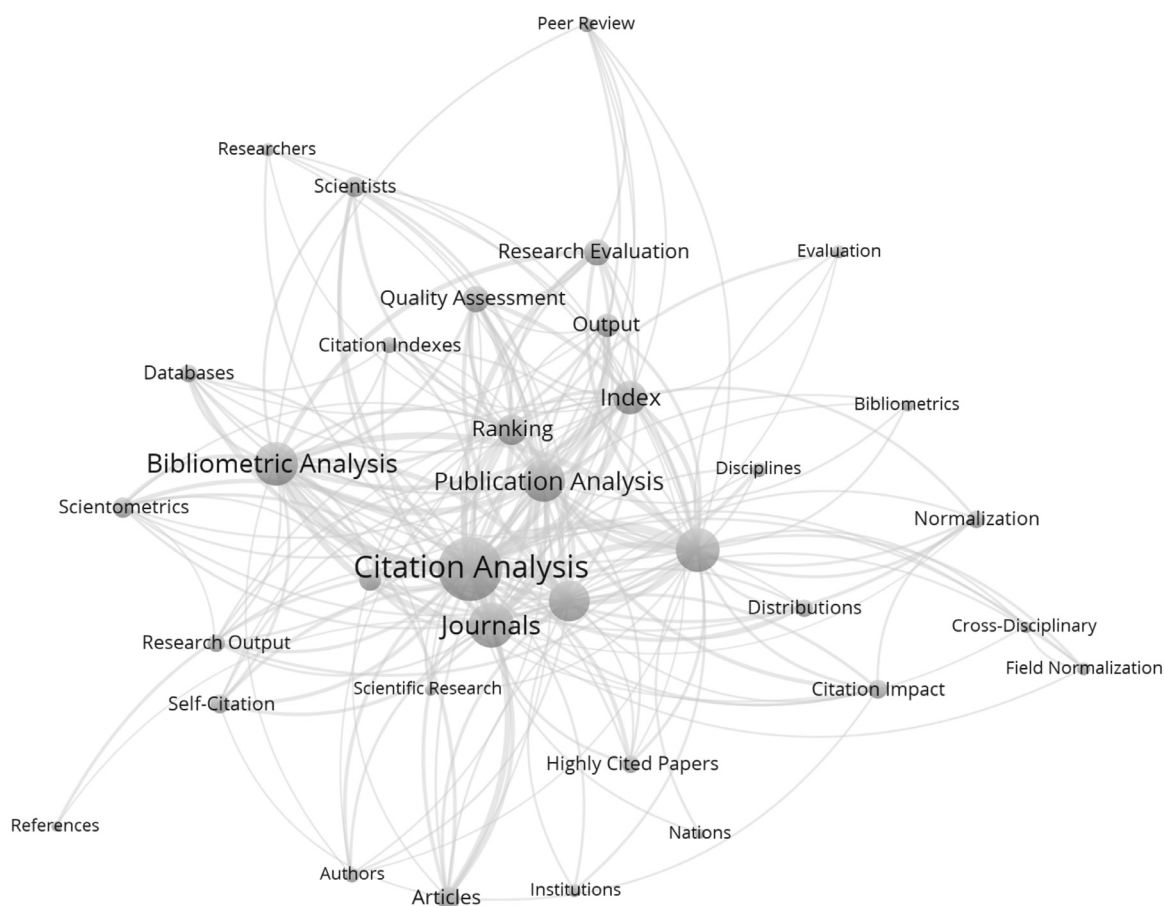 Peer Review
Researchers
Scientists
Research Evaluation
Evaluation
Quality Assessment
Output
Citation Indexes
Databases
Index
Bibliometrics
Ranking
Bibliometric Analysis
Disciplines
Publication Analysis
Scientometrics
Normalization
Citation Analysis
Distributions
Journals
Cross-Disciplinary
Research Output
Field Normalization
Scientific Research
Citation Impact
Self-Citation
Highly Cited Papers
References
Nations
Authors
Institutions
Articles